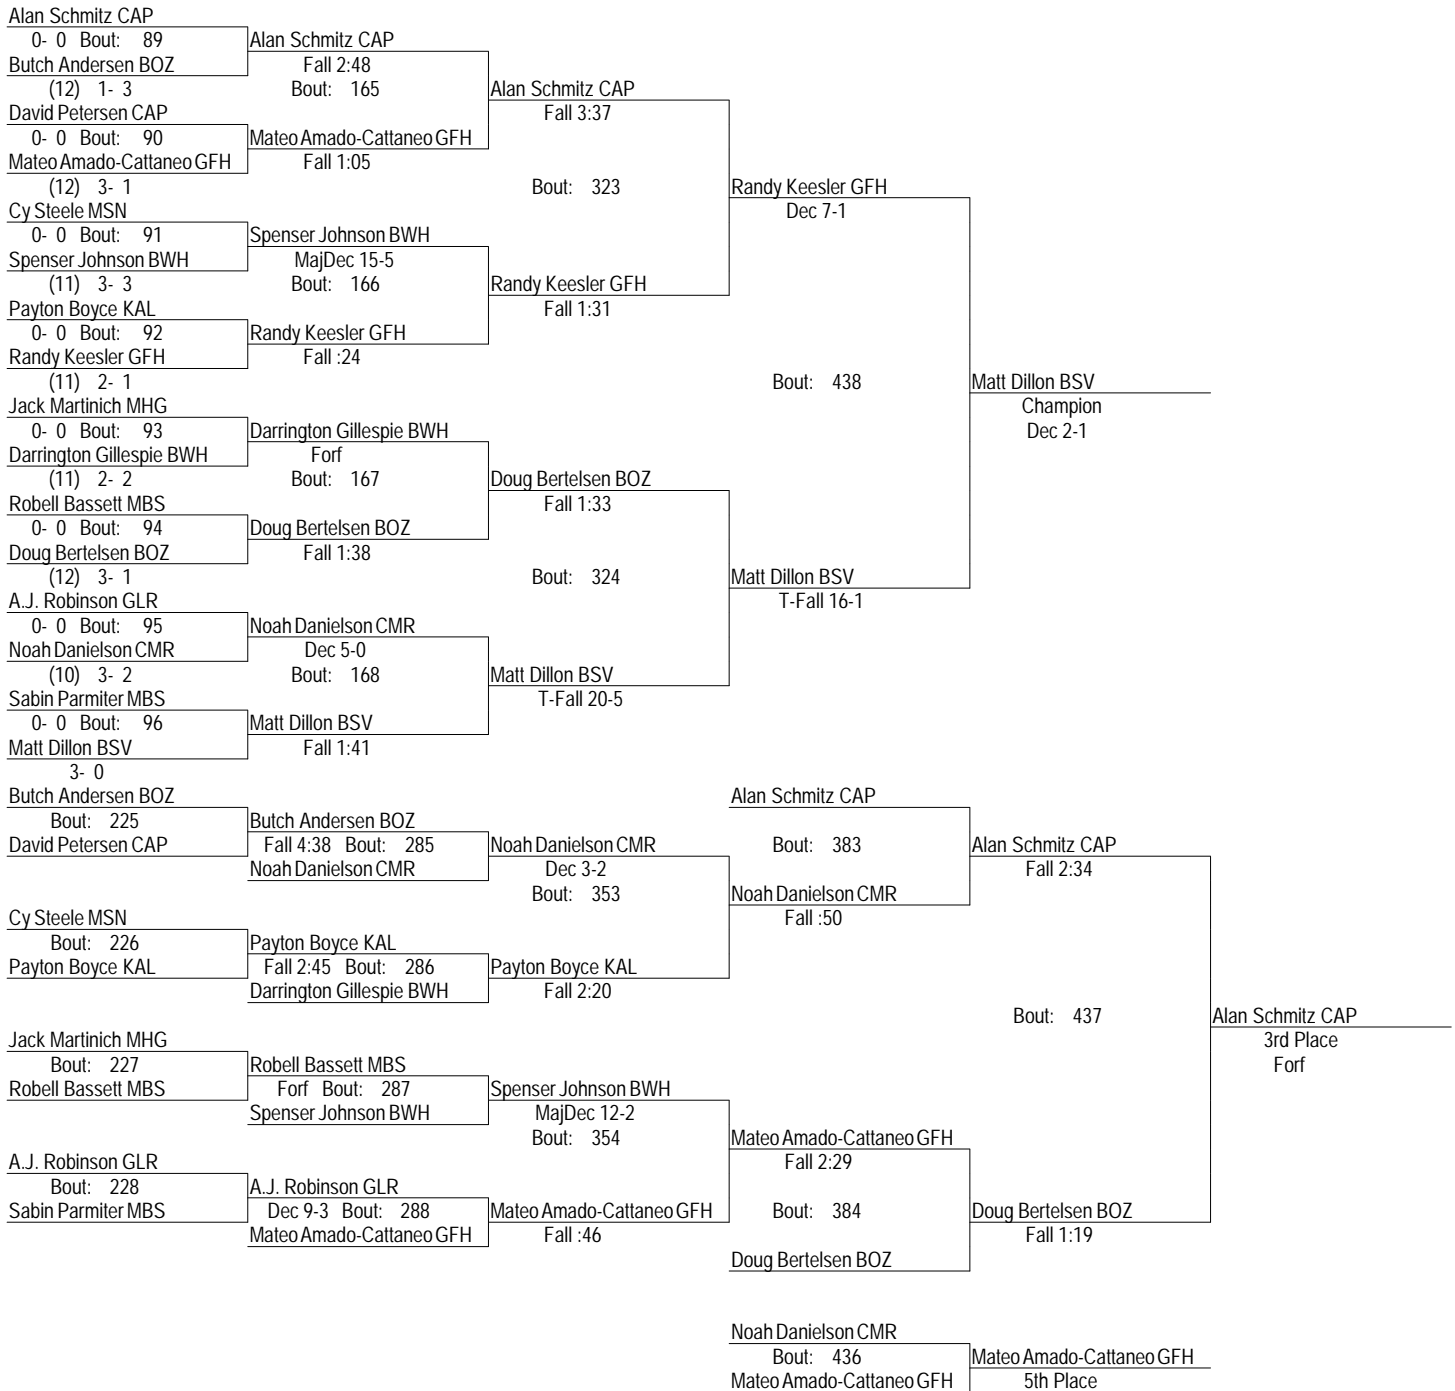 Alan Schmitz CAP
0- 0 Bout: 89
Alan Schmitz CAP
Butch Andersen BOZ
Fall 2:48
(12) 1- 3
Bout: 165
Alan Schmitz CAP
David Petersen CAP
Fall 3:37
0- 0 Bout: 90
Mateo Amado-Cattaneo GFH
Mateo Amado-Cattaneo GFH
Fall 1:05
(12) 3- 1
Bout: 323
Randy Keesler GFH
Cy Steele MSN
Dec 7-1
0- 0 Bout: 91
Spenser Johnson BWH
Spenser Johnson BWH
MajDec 15-5
(11) 3- 3
Bout: 166
Randy Keesler GFH
Payton Boyce KAL
Fall 1:31
0- 0 Bout: 92
Randy Keesler GFH
Randy Keesler GFH
Fall :24
(11) 2- 1
Bout: 438
Matt Dillon BSV
Jack Martinich MHG
Champion
0- 0 Bout: 93
Darrington Gillespie BWH
Dec 2-1
Darrington Gillespie BWH
Forf
(11) 2- 2
Bout: 167
Doug Bertelsen BOZ
Robell Bassett MBS
Fall 1:33
0- 0 Bout: 94
Doug Bertelsen BOZ
Doug Bertelsen BOZ
Fall 1:38
(12) 3- 1
Bout: 324
Matt Dillon BSV
A.J. Robinson GLR
T-Fall 16-1
0- 0 Bout: 95
Noah Danielson CMR
Noah Danielson CMR
Dec 5-0
(10) 3- 2
Bout: 168
Matt Dillon BSV
Sabin Parmiter MBS
T-Fall 20-5
0- 0 Bout: 96
Matt Dillon BSV
Matt Dillon BSV
Fall 1:41
3- 0
Butch Andersen BOZ
Alan Schmitz CAP
Bout: 225
Butch Andersen BOZ
David Petersen CAP
Fall 4:38 Bout: 285
Noah Danielson CMR
Bout: 383
Alan Schmitz CAP
Noah Danielson CMR
Dec 3-2
Fall 2:34
Bout: 353
Noah Danielson CMR
Cy Steele MSN
Fall :50
Bout: 226
Payton Boyce KAL
Payton Boyce KAL
Fall 2:45 Bout: 286
Payton Boyce KAL
Darrington Gillespie BWH
Fall 2:20
Bout: 437
Alan Schmitz CAP
Jack Martinich MHG
3rd Place
Bout: 227
Robell Bassett MBS
Forf
Robell Bassett MBS
Forf Bout: 287
Spenser Johnson BWH
Spenser Johnson BWH
MajDec 12-2
Bout: 354
Mateo Amado-Cattaneo GFH
A.J. Robinson GLR
Fall 2:29
Bout: 228
A.J. Robinson GLR
Sabin Parmiter MBS
Dec 9-3 Bout: 288
Mateo Amado-Cattaneo GFH
Bout: 384
Doug Bertelsen BOZ
Mateo Amado-Cattaneo GFH
Fall :46
Fall 1:19
Doug Bertelsen BOZ
Noah Danielson CMR
Bout: 436
Mateo Amado-Cattaneo GFH
Mateo Amado-Cattaneo GFH
5th Place